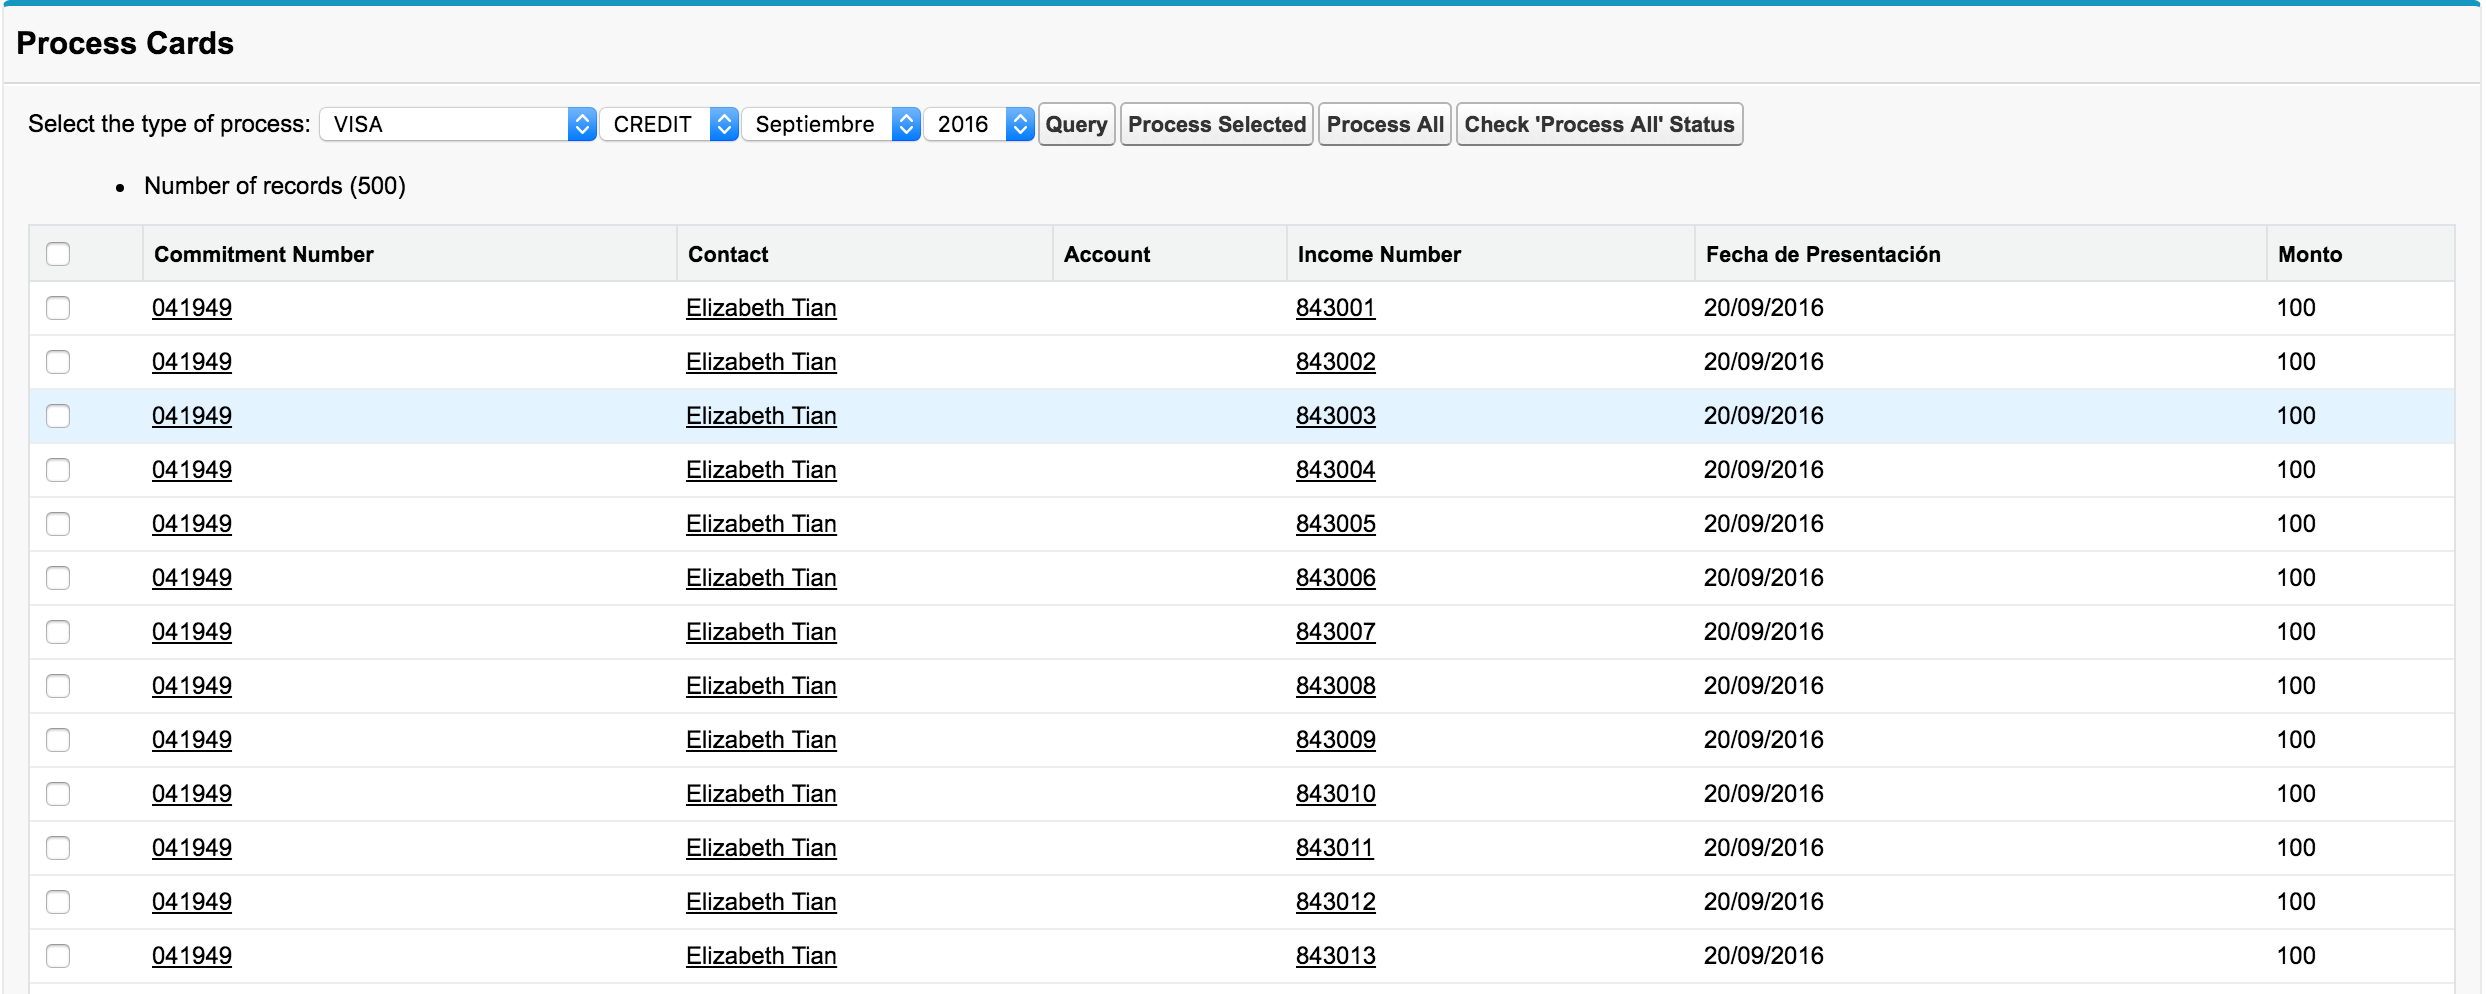 Process Cards
Select the type of process: VISA CREDIT Septiembre 2016 Query Process Selected Process All Check 'Process All' Status
• Number of records (500)
Commitment Number Contact Account Income Number Fecha de Presentación Monto
041949 Elizabeth Tian 843001 20/09/2016 100
041949 Elizabeth Tian 843002 20/09/2016 100
041949 Elizabeth Tian 843003 20/09/2016 100
041949 Elizabeth Tian 843004 20/09/2016 100
041949 Elizabeth Tian 843005 20/09/2016 100
041949 Elizabeth Tian 843006 20/09/2016 100
041949 Elizabeth Tian 843007 20/09/2016 100
041949 Elizabeth Tian 843008 20/09/2016 100
041949 Elizabeth Tian 843009 20/09/2016 100
041949 Elizabeth Tian 843010 20/09/2016 100
041949 Elizabeth Tian 843011 20/09/2016 100
041949 Elizabeth Tian 843012 20/09/2016 100
041949 Elizabeth Tian 843013 20/09/2016 100